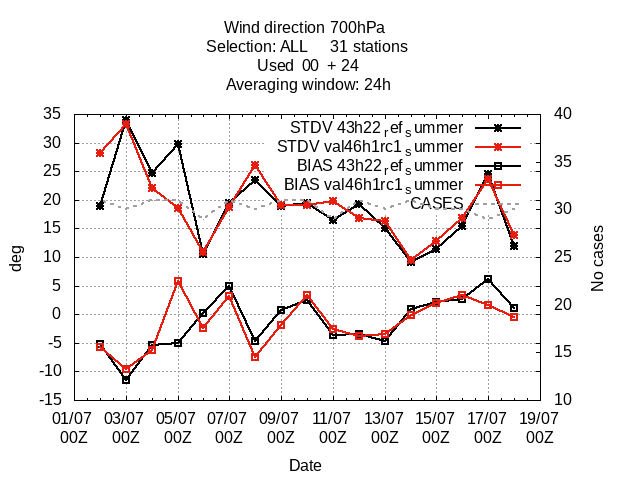 Wind direction 700hPa
Selection: ALL 31 stations
Used 00 + 24
Averaging window: 24h
35 40
STDV 43h22_ref_summer
STDV val46h1rc1_summer
30 35
BIAS 43h22_ref_summer
25
BIAS val46h1rc1_summer
CASES
20 30
15
10 25
5 20
0
-5 15
-10
-15 10
deg
No cases
01/07 03/07 05/07 07/07 09/07 11/07 13/07 15/07 17/07 19/07
00Z 00Z 00Z 00Z 00Z 00Z 00Z 00Z 00Z 00Z
Date